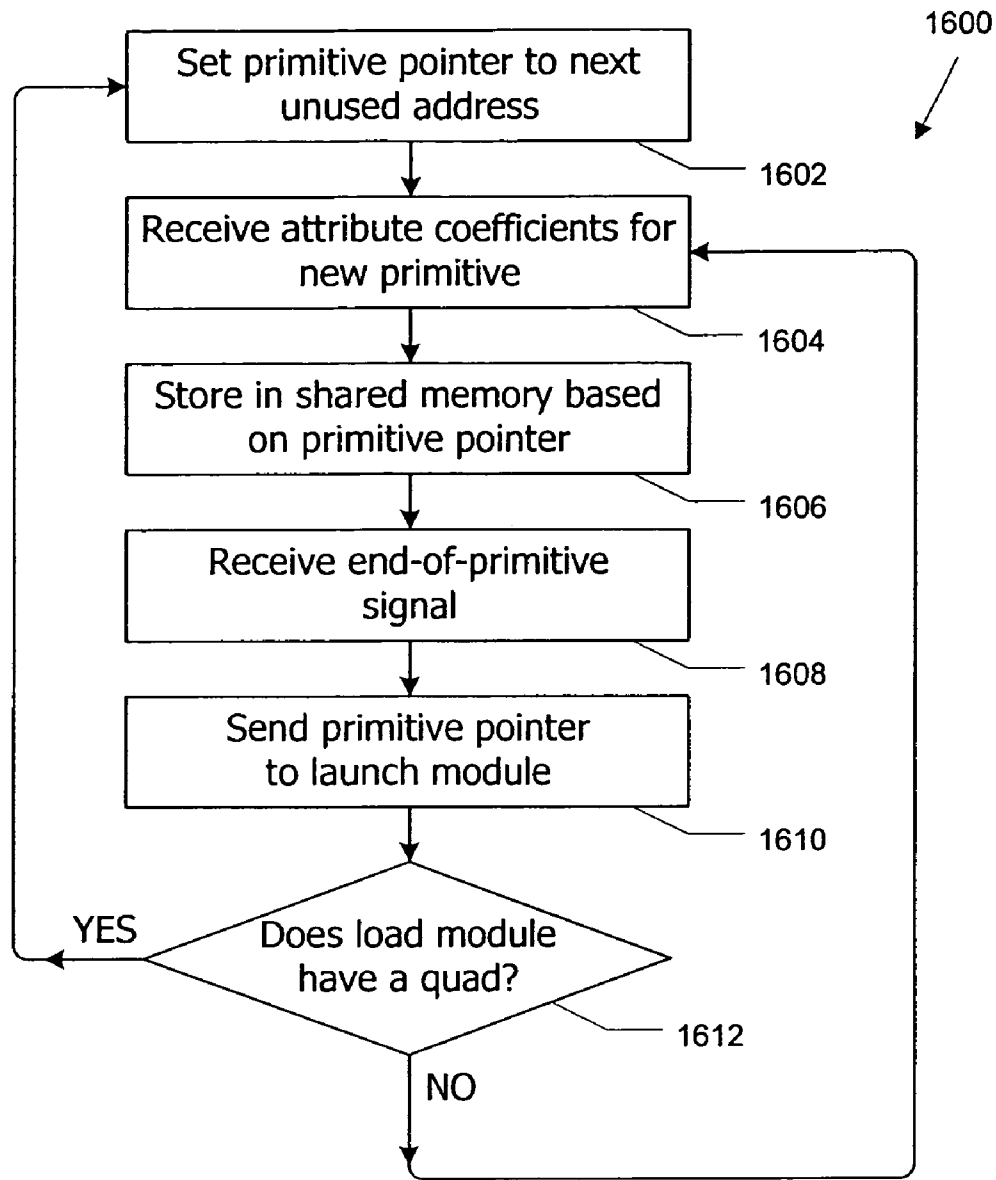 1600
Set primitive pointer to next
unused address
1602
Receive attribute coefficients for
new primitive
1604
Store in shared memory based
on primitive pointer
1606
Receive end-of-primitive
signal
1608
Send primitive pointer
to launch module
1610
YES
Does load module
have a quad?
1612
NO